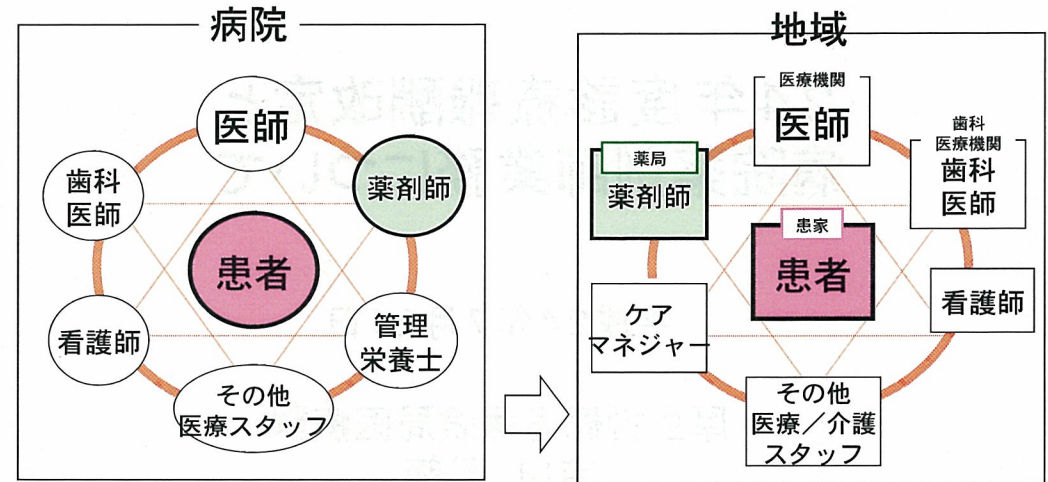 病院
医師
薬剤師
歯科
医師
患者
看護師
管理
栄養士
その他
医療スタッフ
地域
医療機関
医師
薬局
薬剤師
歯科
医療機関
歯科
医師
患家
患者
ケア
マネジャー
看護師
その他
医療／介護
スタッフ